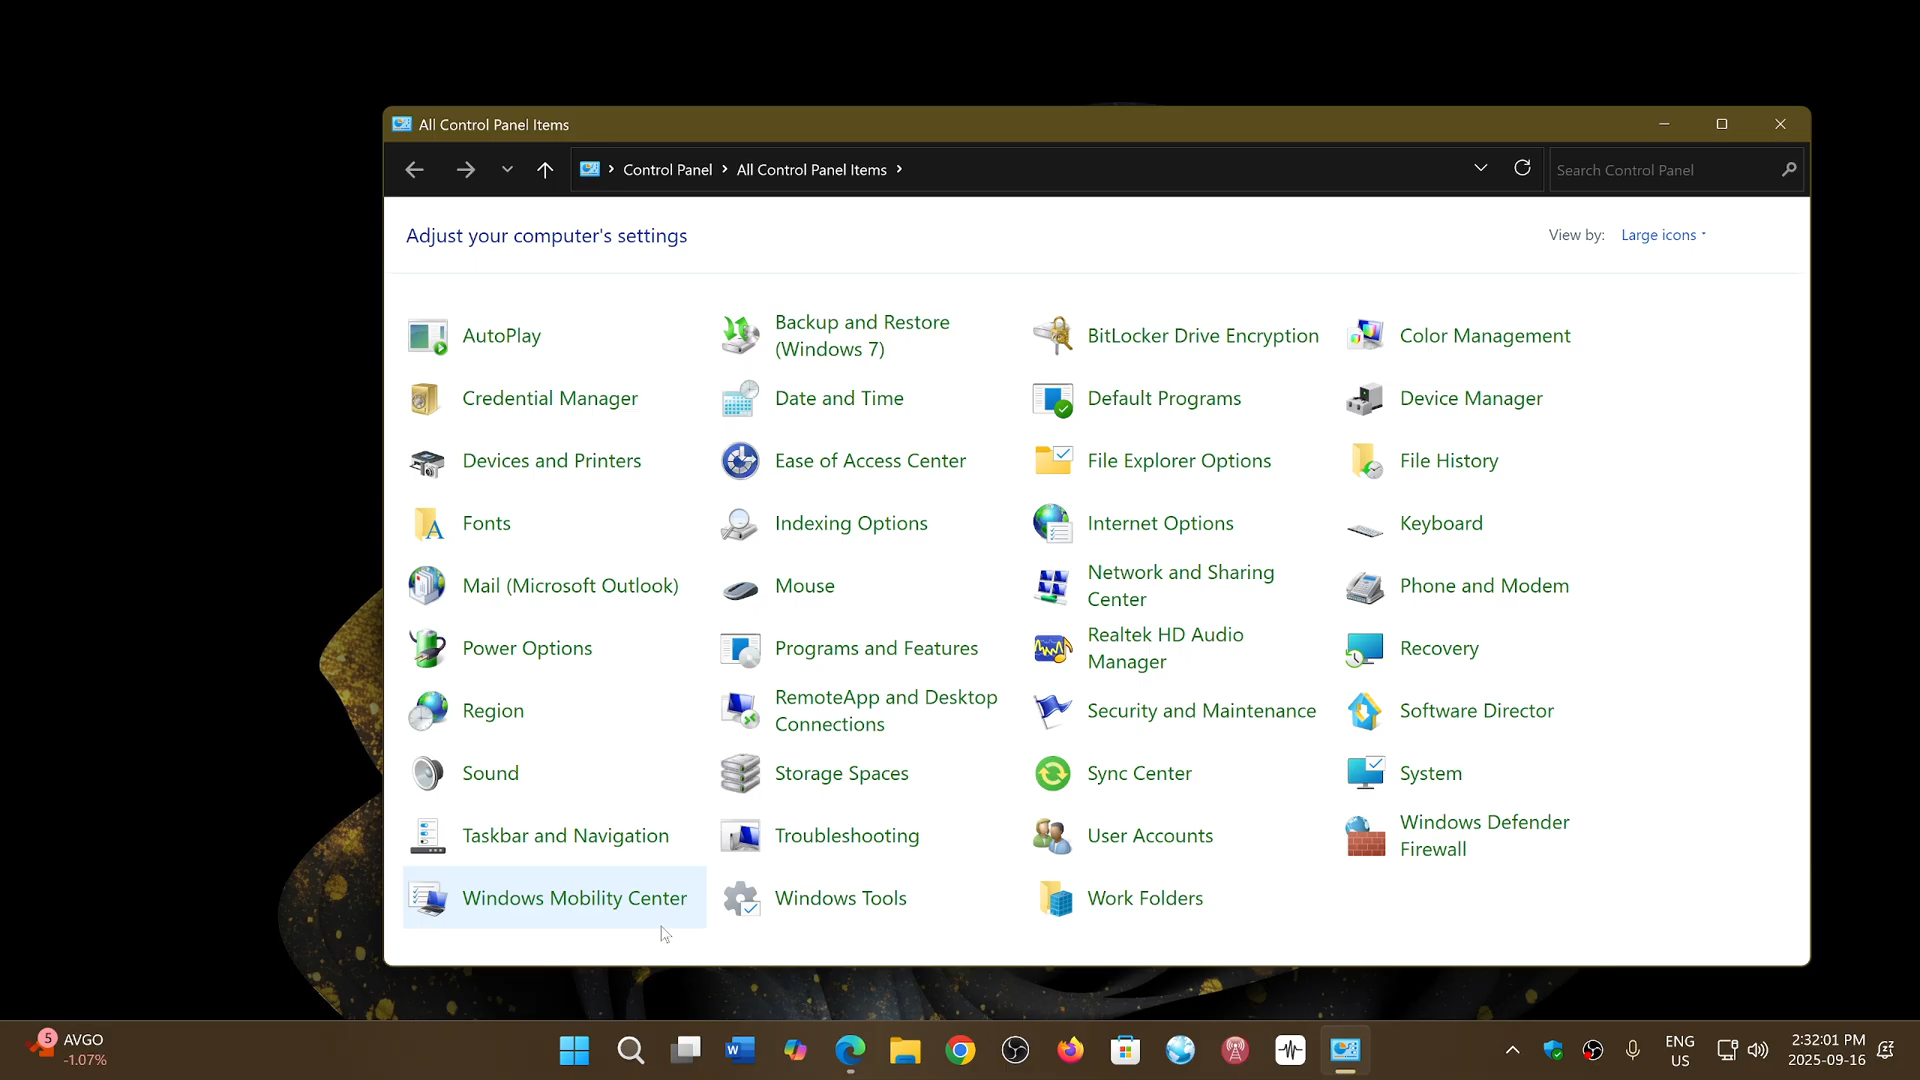 All Control Panel Items
Control Panel
All Control Panel Items
Search Control Panel
Adjust your computer's settings
View by: Large icons
AutoPlay
Backup and Restore
(Windows 7)
BitLocker Drive Encryption
Color Management
Credential Manager
Date and Time
Default Programs
Device Manager
Devices and Printers
Ease of Access Center
File Explorer Options
File History
Fonts
Indexing Options
Internet Options
Keyboard
Mail (Microsoft Outlook)
Mouse
Network and Sharing
Center
Phone and Modem
Power Options
Programs and Features
Realtek HD Audio
Manager
Recovery
Region
RemoteApp and Desktop
Connections
Security and Maintenance
Software Director
Sound
Storage Spaces
Sync Center
System
Taskbar and Navigation
Troubleshooting
User Accounts
Windows Defender
Firewall
Windows Mobility Center
Windows Tools
Work Folders
5
AVGO
-1.07%
ENG
US
2:32:01 PM
2025-09-16